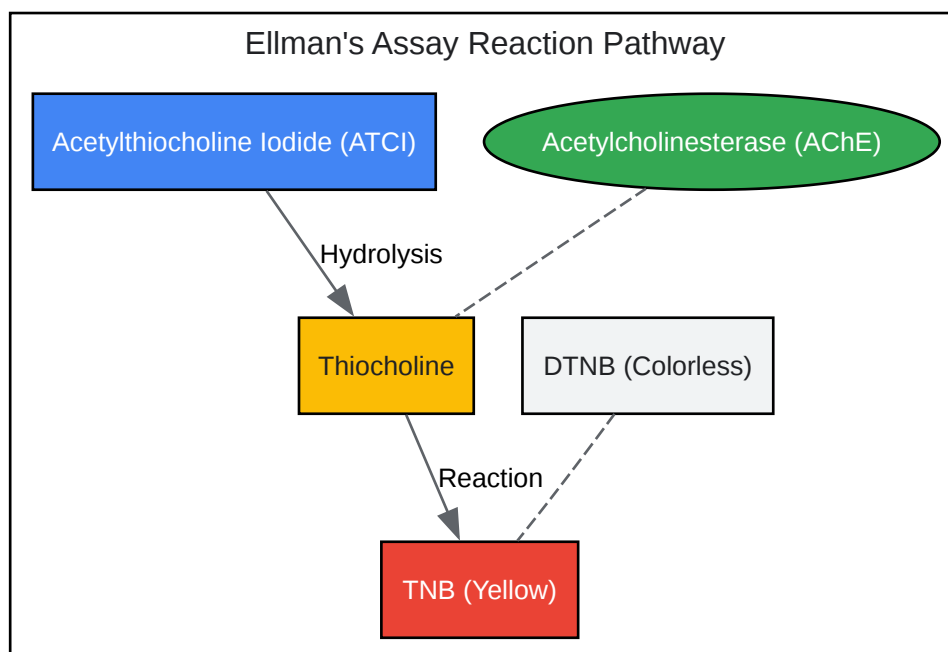 Ellman's Assay Reaction Pathway
Acetylthiocholine Iodide (ATCI)
Acetylcholinesterase (AChE)
Hydrolysis
Thiocholine
DTNB (Colorless)
Reaction
TNB (Yellow)